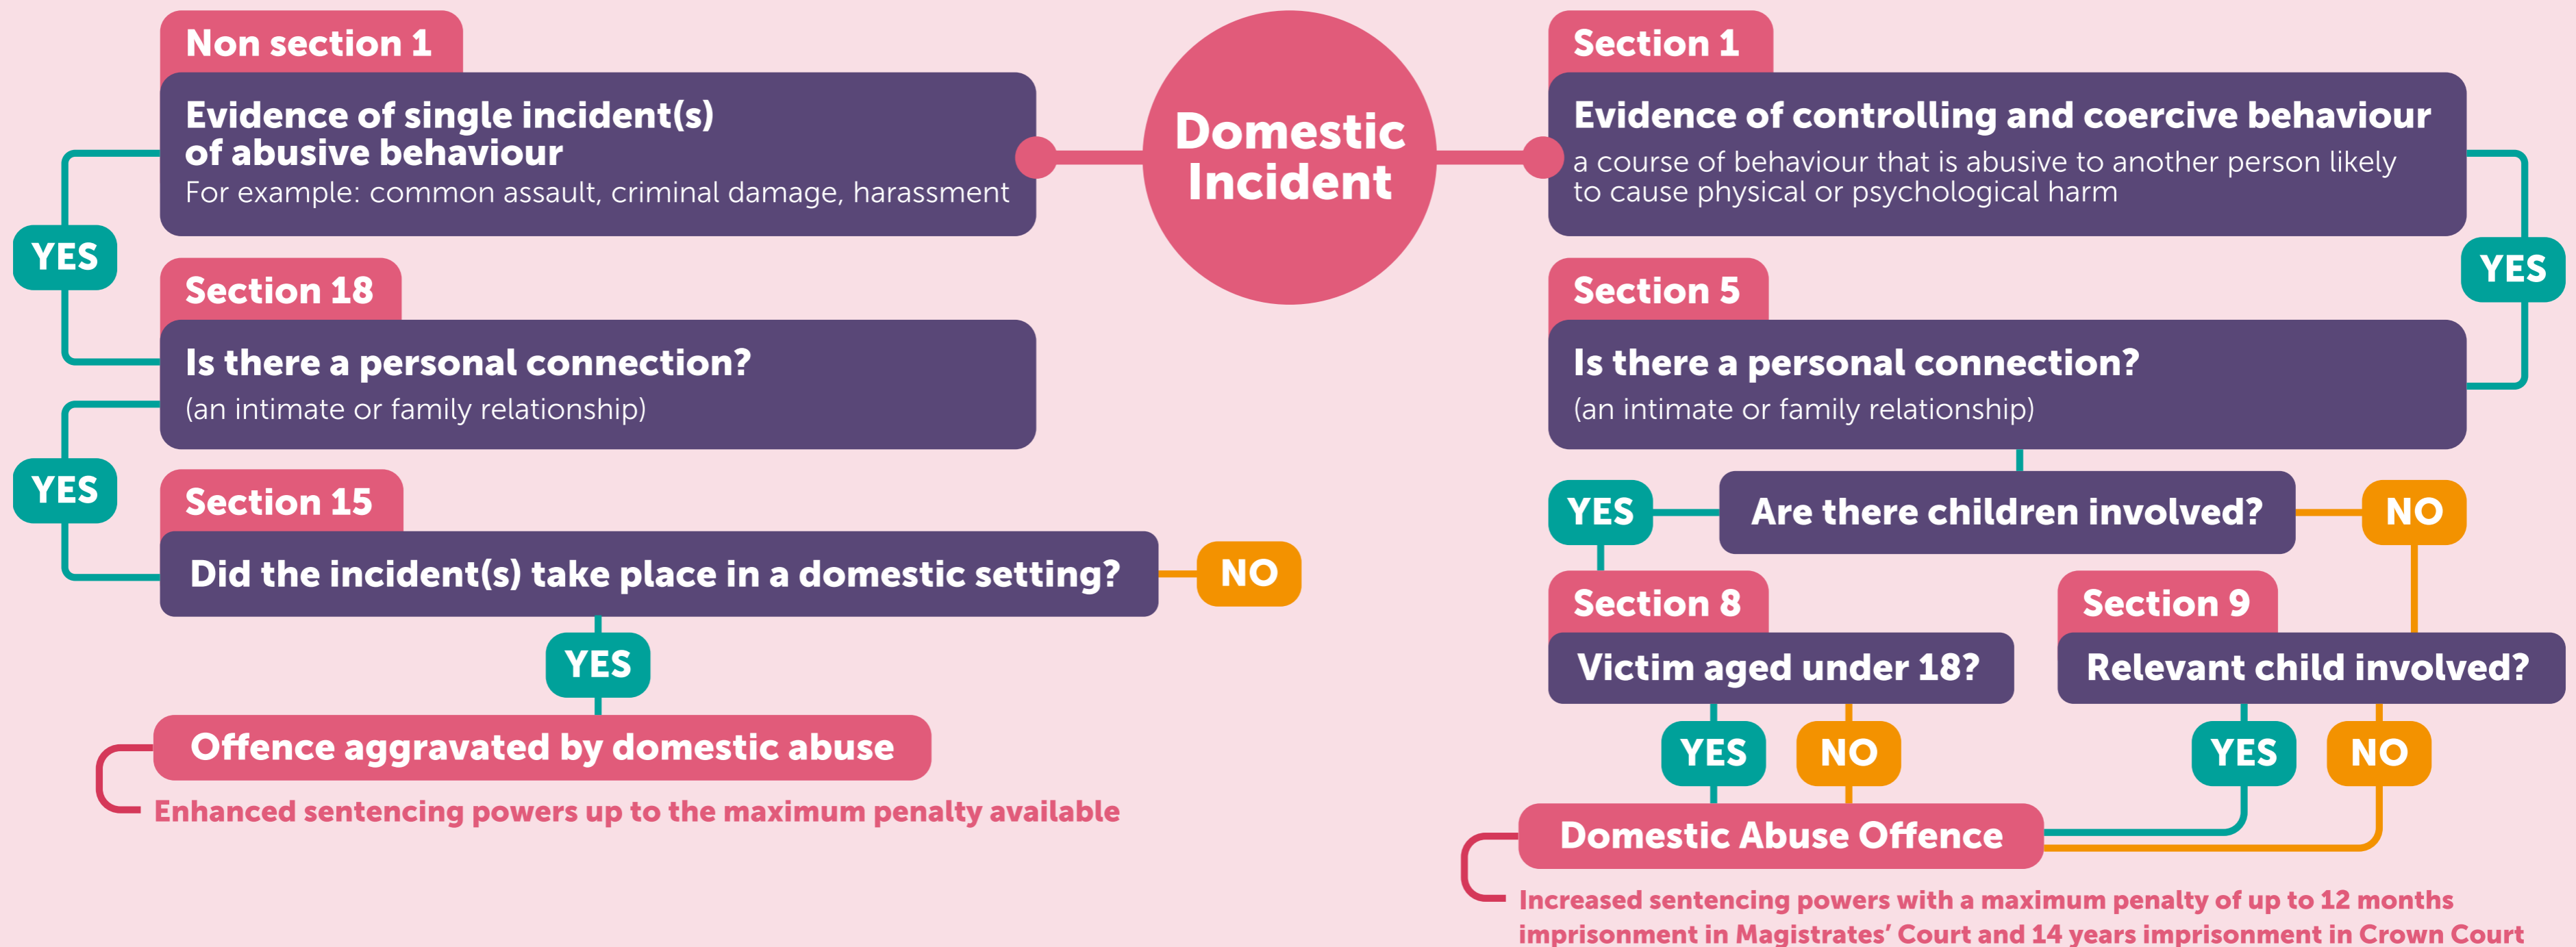 Domestic
Incident
Non section 1
Evidence of single incident(s)
of abusive behaviour
For example: common assault, criminal damage, harassment
YES
Section 18
Is there a personal connection?
(an intimate or family relationship)
YES
Section 15
Did the incident(s) take place in a domestic setting?
NO
YES
Offence aggravated by domestic abuse
Enhanced sentencing powers up to the maximum penalty available
Section 1
Evidence of controlling and coercive behaviour
a course of behaviour that is abusive to another person likely
to cause physical or psychological harm
YES
Section 5
Is there a personal connection?
(an intimate or family relationship)
YES
Are there children involved?
NO
Section 8
Victim aged under 18?
YES
NO
Section 9
Relevant child involved?
YES
NO
Domestic Abuse Offence
Increased sentencing powers with a maximum penalty of up to 12 months
imprisonment in Magistrates’ Court and 14 years imprisonment in Crown Court